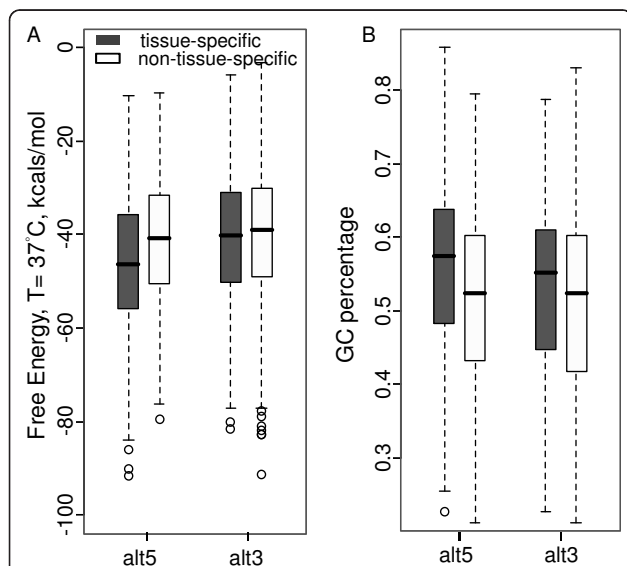 A
tissue-specific
non-tissue-specific
Free Energy, T= 37°C, kcals/mol
0
-20
-40
-60
-80
-100
alt5
alt3
B
GC percentage
0.8
0.7
0.6
0.5
0.4
0.3
alt5
alt3